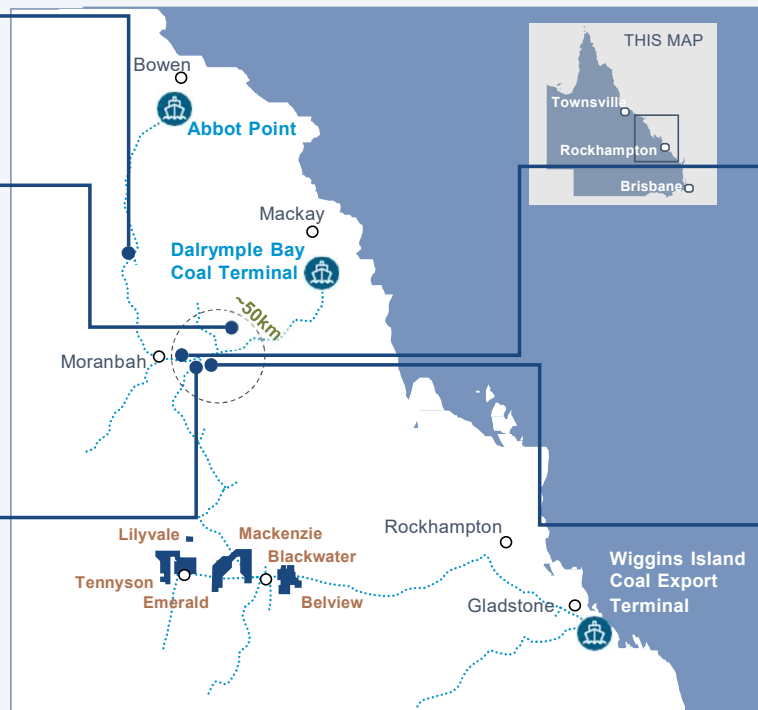 THIS MAP
Bowen
Townsville
Abbot Point
Rockhampton
Brisbane
Mackay
Dalrymple Bay
Coal Terminal
~50km
Moranbah
Lilyvale
Mackenzie
Rockhampton
Blackwater
Wiggins Island
Coal Export
Terminal
Tennyson
Emerald
Belview
Gladstone